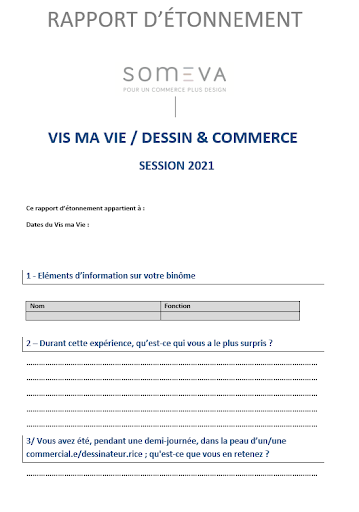 RAPPORT D’ÉTONNEMENT
SOMEVA
POUR UN COMMERCE PLUS DESIGN
VIS MA VIE / DESSIN & COMMERCE
SESSION 2021
Ce rapport d’étonnement appartient à :
Dates du Vis ma Vie :
1 - Eléments d’information sur votre binôme
Nom Fonction
2 – Durant cette expérience, qu’est-ce qui vous a le plus surpris ?
3/ Vous avez été, pendant une demi-journée, dans la peau d’un/une
commercial.e/dessinateur.rice ; qu'est-ce que vous en retenez ?